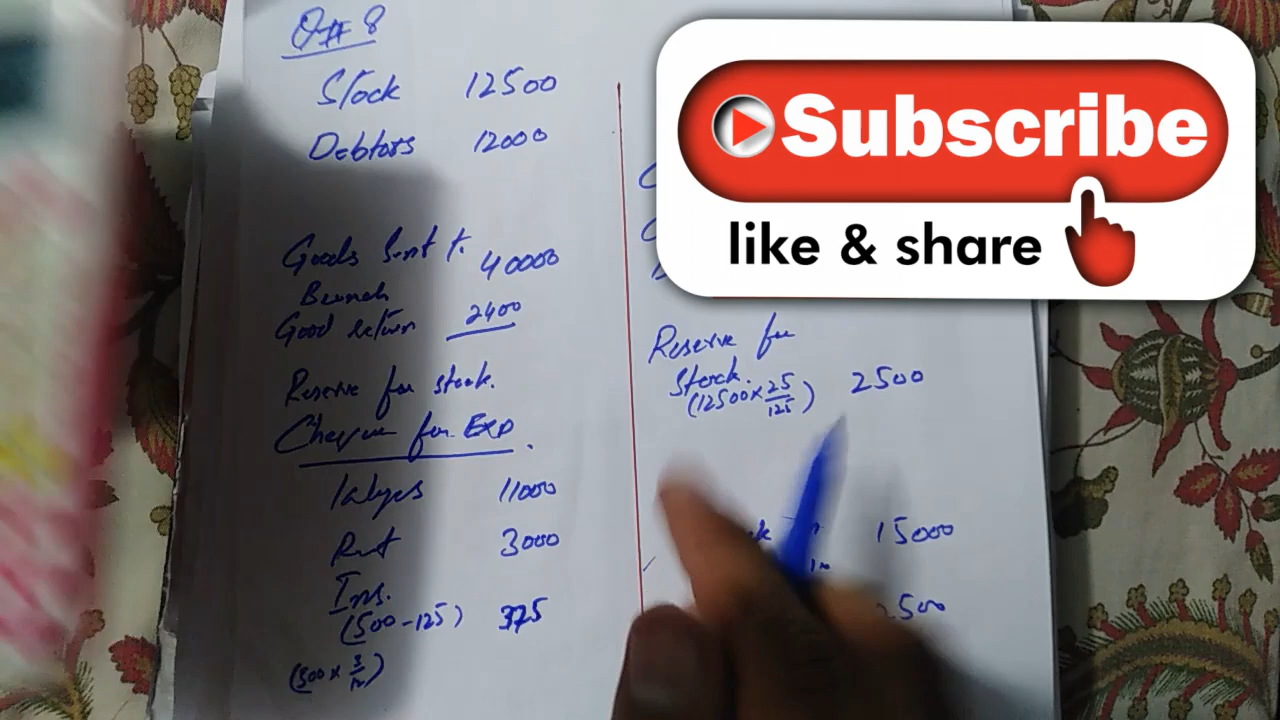 Q# 8
Stock 12500
Debtors 12000
Goods Sent t. 40000
Branch
Good return 2400
Reserve for stock.
Cheque for Exp.
Wages 11000
Rent 3000
Ins.
(500-125) 375
(500 x 3/12)
Subscribe
like & share
Reserve for
Stock. 2500
(12500 x 25/125)
15000
2500